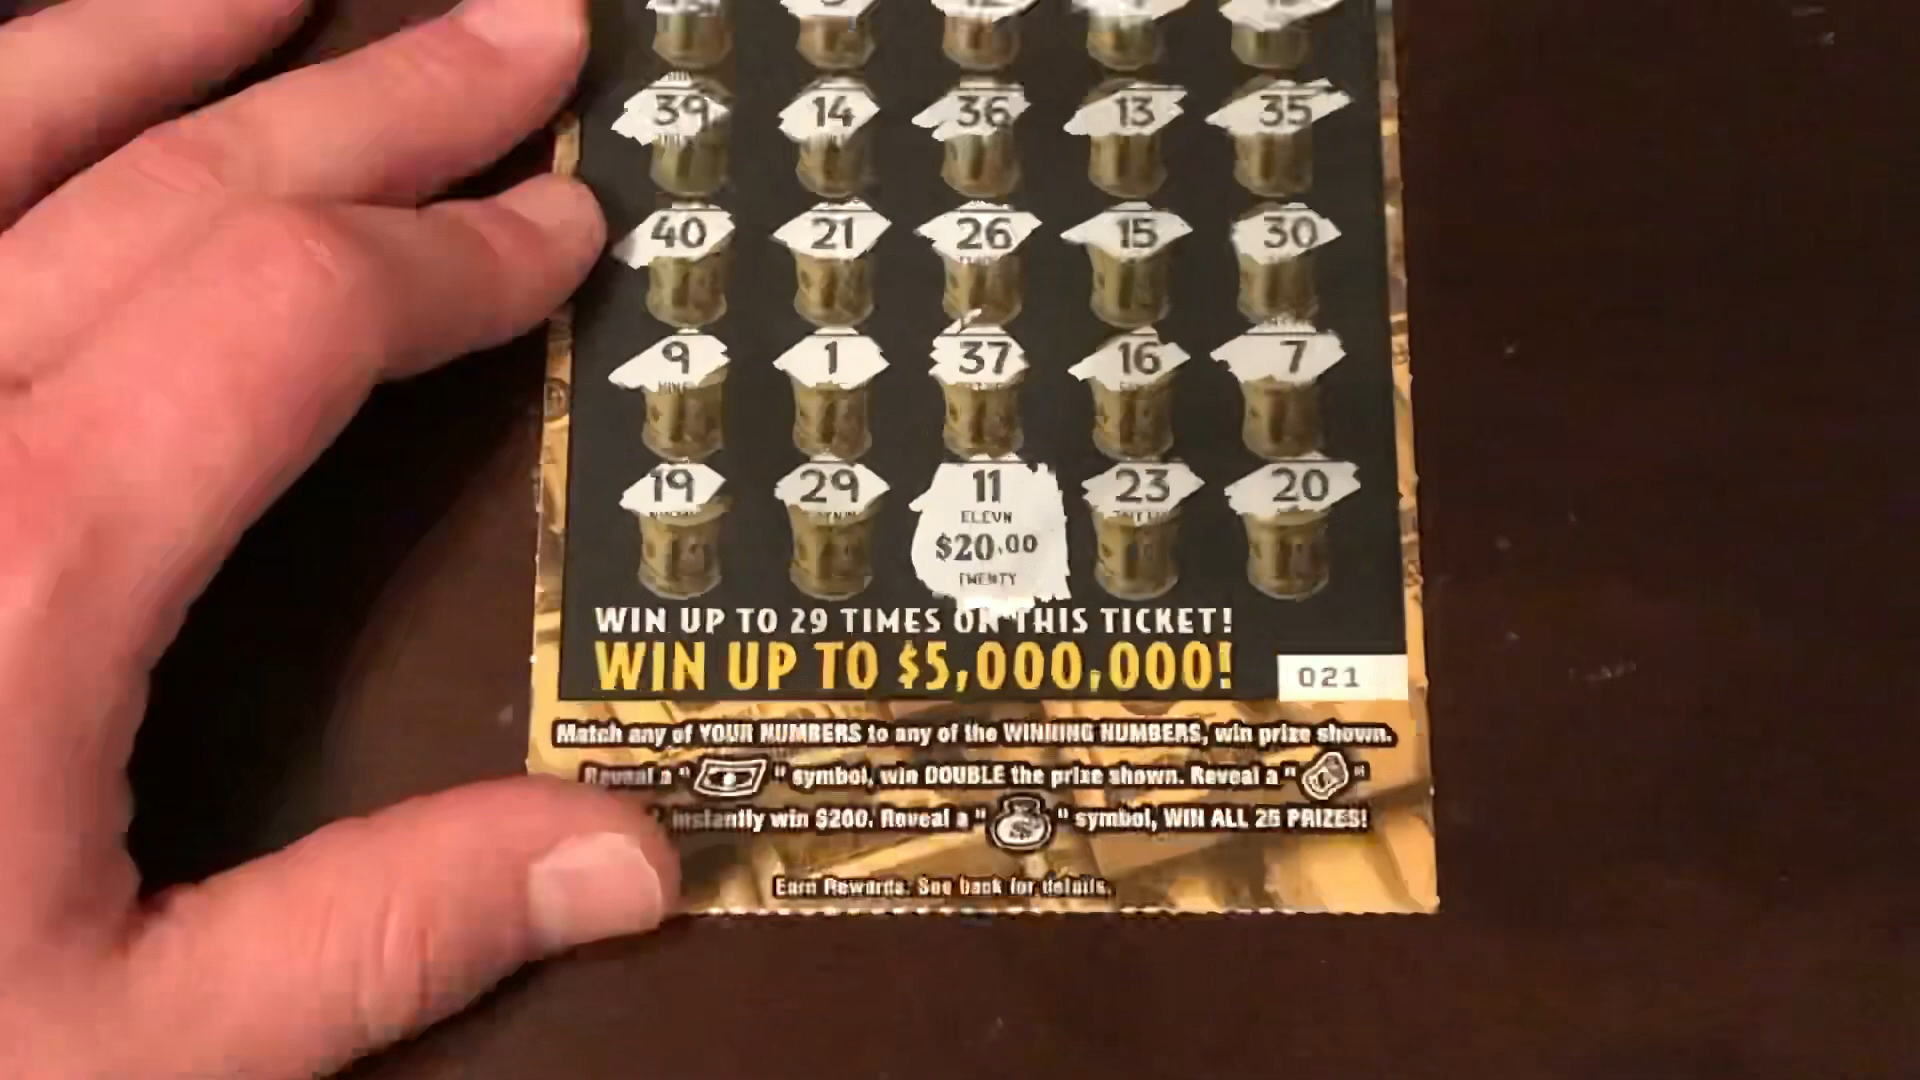 39 14 36 13 35
40 21 26 15 30
9 1 37 16 7
19 29 11 23 20
ELEVN
$20.00
TWENTY
WIN UP TO 29 TIMES ON THIS TICKET!
WIN UP TO $5,000,000!
021
Match any of YOUR NUMBERS to any of the WINNING NUMBERS, win prize shown.
Reveal a " " symbol, win DOUBLE the prize shown. Reveal a " "
instantly win $200. Reveal a " " symbol, WIN ALL 25 PRIZES!
Earn Rewards. See back for details.